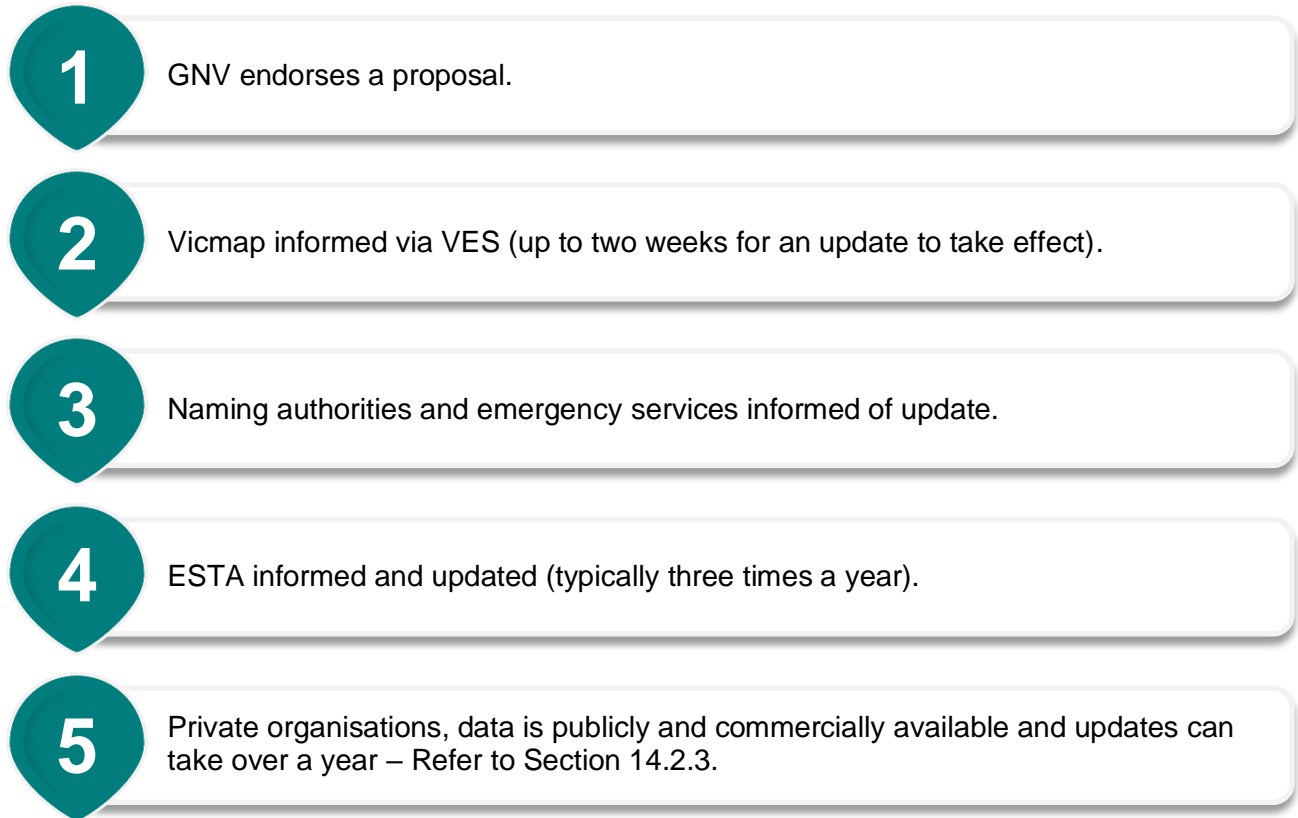 1
GNV endorses a proposal.
2
Vicmap informed via VES (up to two weeks for an update to take effect).
3
Naming authorities and emergency services informed of update.
4
ESTA informed and updated (typically three times a year).
5
Private organisations, data is publicly and commercially available and updates can
take over a year – Refer to Section 14.2.3.